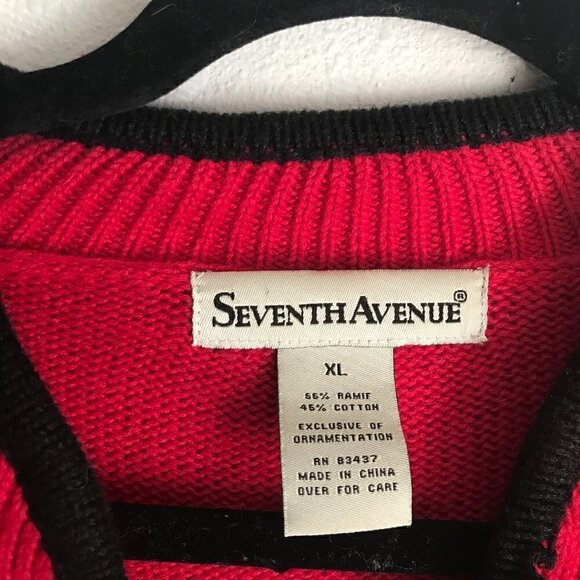 SEVENTH AVENUE®
XL
55% RAMIE
45% COTTON
EXCLUSIVE OF
ORNAMENTATION
RN 83437
MADE IN CHINA
OVER FOR CARE